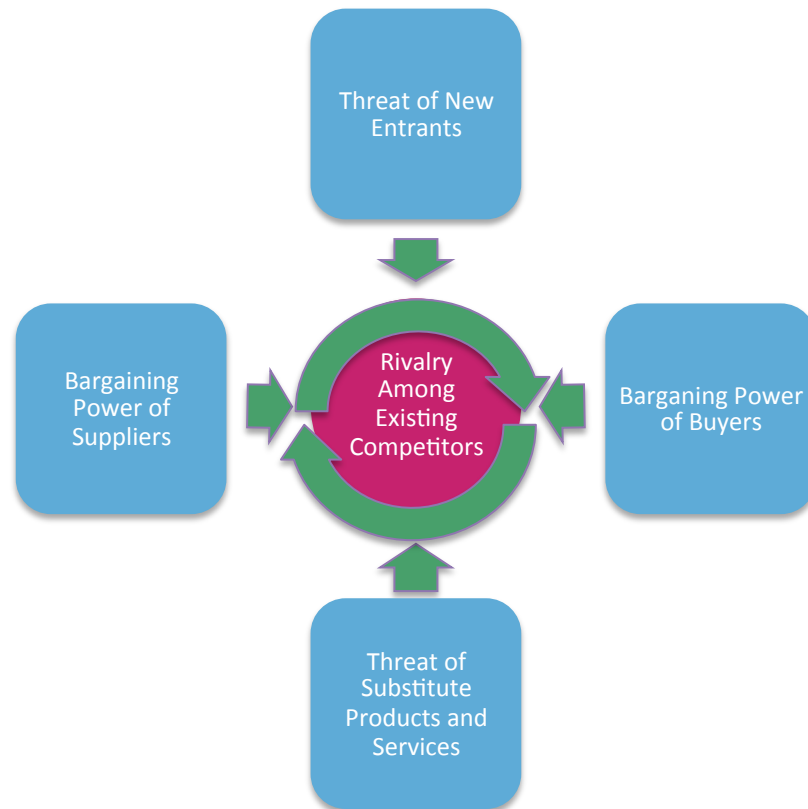 Threat of New
Entrants
Bargaining
Power of
Suppliers
Rivalry
Among
Existing
Competitors
Barganing Power
of Buyers
Threat of
Substitute
Products and
Services